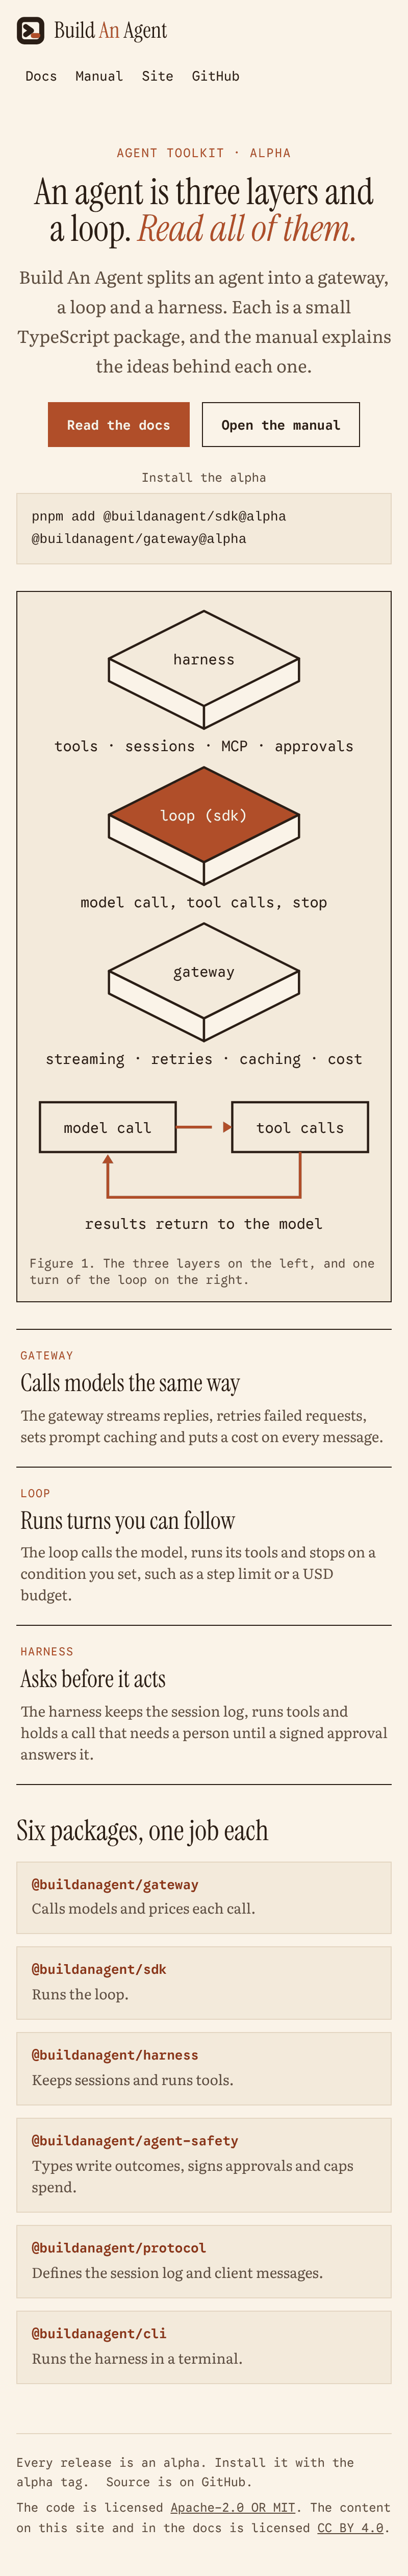 Build An Agent
Docs Manual Site GitHub
AGENT TOOLKIT · ALPHA
An agent is three layers and
a loop. Read all of them.
Build An Agent splits an agent into a gateway,
a loop and a harness. Each is a small
TypeScript package, and the manual explains
the ideas behind each one.
Read the docs
Open the manual
Install the alpha
pnpm add @buildanagent/sdk@alpha
@buildanagent/gateway@alpha
harness
tools · sessions · MCP · approvals
loop (sdk)
model call, tool calls, stop
gateway
streaming · retries · caching · cost
model call
tool calls
results return to the model
Figure 1. The three layers on the left, and one
turn of the loop on the right.
GATEWAY
Calls models the same way
The gateway streams replies, retries failed requests,
sets prompt caching and puts a cost on every message.
LOOP
Runs turns you can follow
The loop calls the model, runs its tools and stops on a
condition you set, such as a step limit or a USD
budget.
HARNESS
Asks before it acts
The harness keeps the session log, runs tools and
holds a call that needs a person until a signed approval
answers it.
Six packages, one job each
@buildanagent/gateway
Calls models and prices each call.
@buildanagent/sdk
Runs the loop.
@buildanagent/harness
Keeps sessions and runs tools.
@buildanagent/agent-safety
Types write outcomes, signs approvals and caps
spend.
@buildanagent/protocol
Defines the session log and client messages.
@buildanagent/cli
Runs the harness in a terminal.
Every release is an alpha. Install it with the
alpha tag. Source is on GitHub.
The code is licensed Apache-2.0 OR MIT. The content
on this site and in the docs is licensed CC BY 4.0.